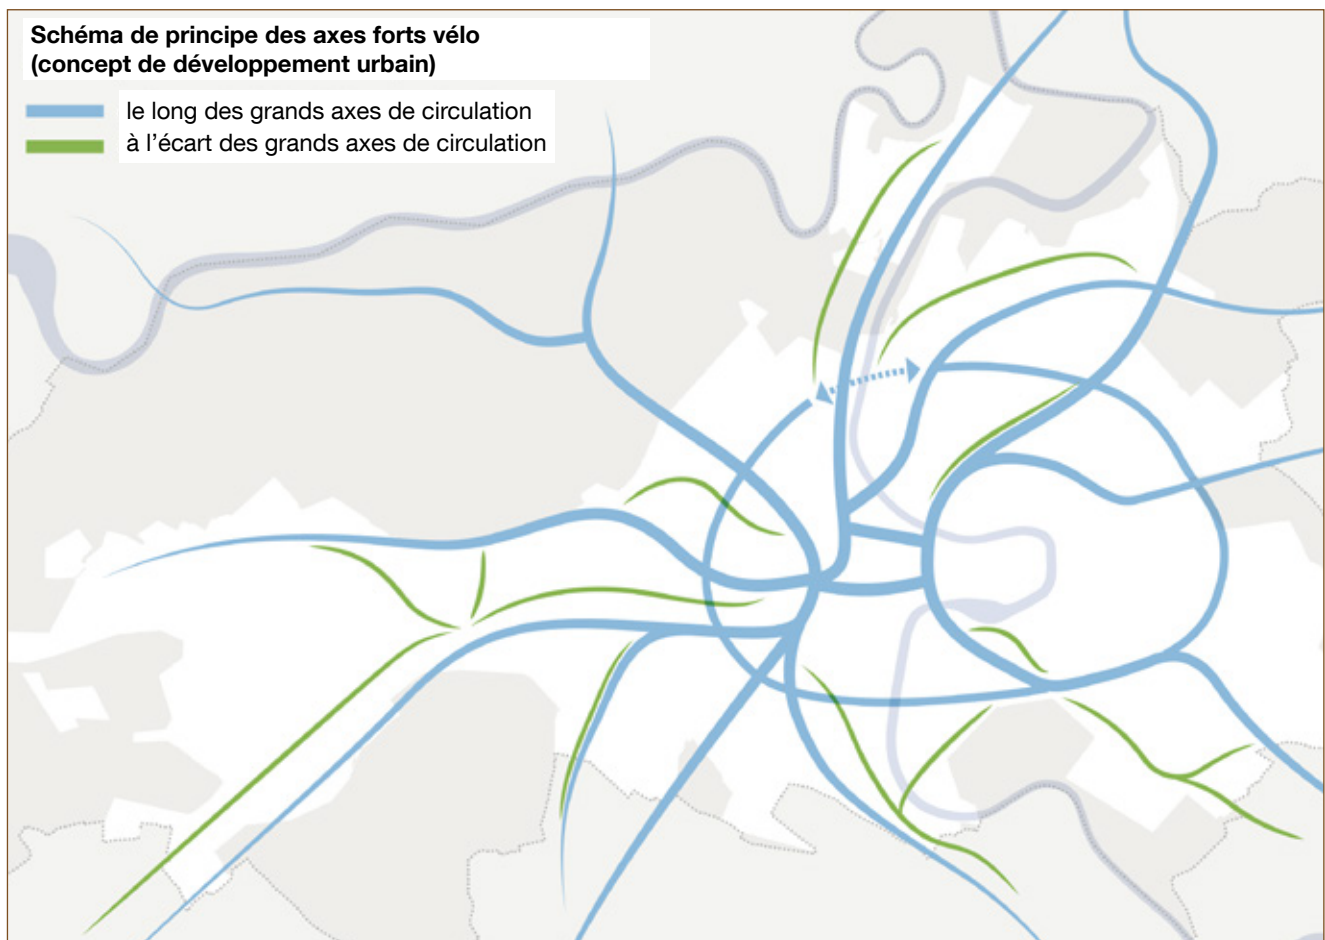 Schéma de principe des axes forts vélo
(concept de développement urbain)
le long des grands axes de circulation
à l’écart des grands axes de circulation